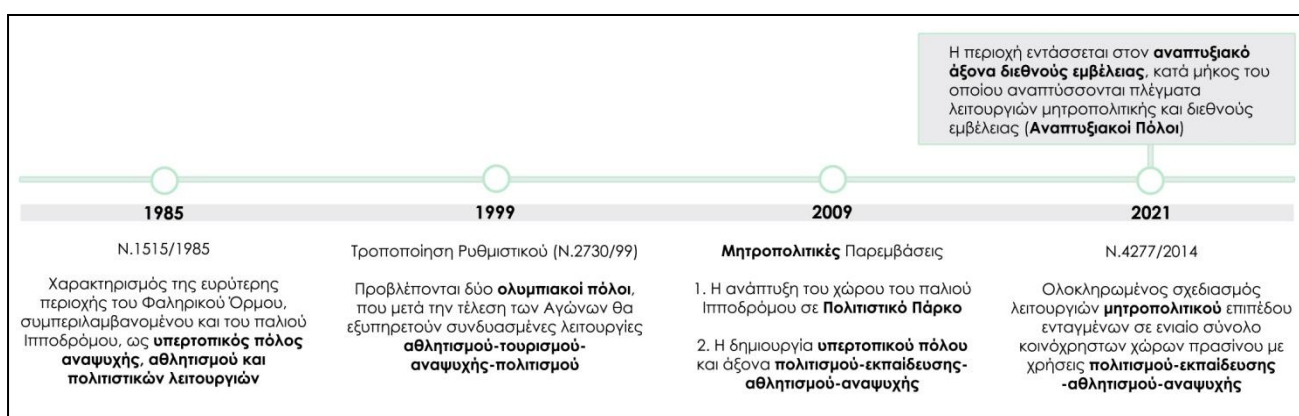 Η περιοχή εντάσσεται στον αναπτυξιακό
άξονα διεθνούς εμβέλειας, κατά μήκος του
οποίου αναπτύσσονται πλέγματα
λειτουργιών μητροπολιτικής και διεθνούς
εμβέλειας (Αναπτυξιακοί Πόλοι)
1985
Ν.1515/1985
Χαρακτηρισμός της ευρύτερης
περιοχής του Φαληρικού Όρμου,
συμπεριλαμβανομένου και του παλιού
Ιπποδρόμου, ως υπερτοπικός πόλος
αναψυχής, αθλητισμού και
πολιτιστικών λειτουργιών
1999
Τροποποίηση Ρυθμιστικού (Ν.2730/99)
Προβλέπονται δύο ολυμπιακοί πόλοι,
που μετά την τέλεση των Αγώνων θα
εξυπηρετούν συνδυασμένες λειτουργίες
αθλητισμού-τουρισμού-
αναψυχής-πολιτισμού
2009
Μητροπολιτικές Παρεμβάσεις
1. Η ανάπτυξη του χώρου του παλιού
Ιπποδρόμου σε Πολιτιστικό Πάρκο
2. Η δημιουργία υπερτοπικού πόλου
και άξονα πολιτισμού-εκπαίδευσης-
αθλητισμού-αναψυχής
2021
Ν.4277/2014
Ολοκληρωμένος σχεδιασμός
λειτουργιών μητροπολιτικού επιπέδου
ενταγμένων σε ενιαίο σύνολο
κοινόχρηστων χώρων πρασίνου με
χρήσεις πολιτισμού-εκπαίδευσης
-αθλητισμού-αναψυχής